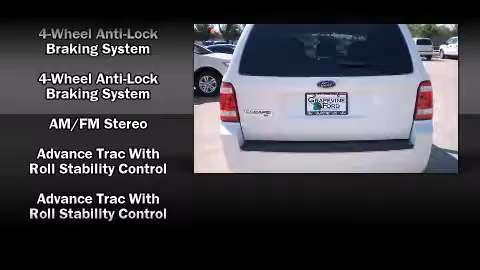 4-Wheel Anti-Lock
Braking System
4-Wheel Anti-Lock
Braking System
AM/FM Stereo
Advance Trac With
Roll Stability Control
Advance Trac With
Roll Stability Control
Ford
GRAPEVINE
FORD
ESCAPE